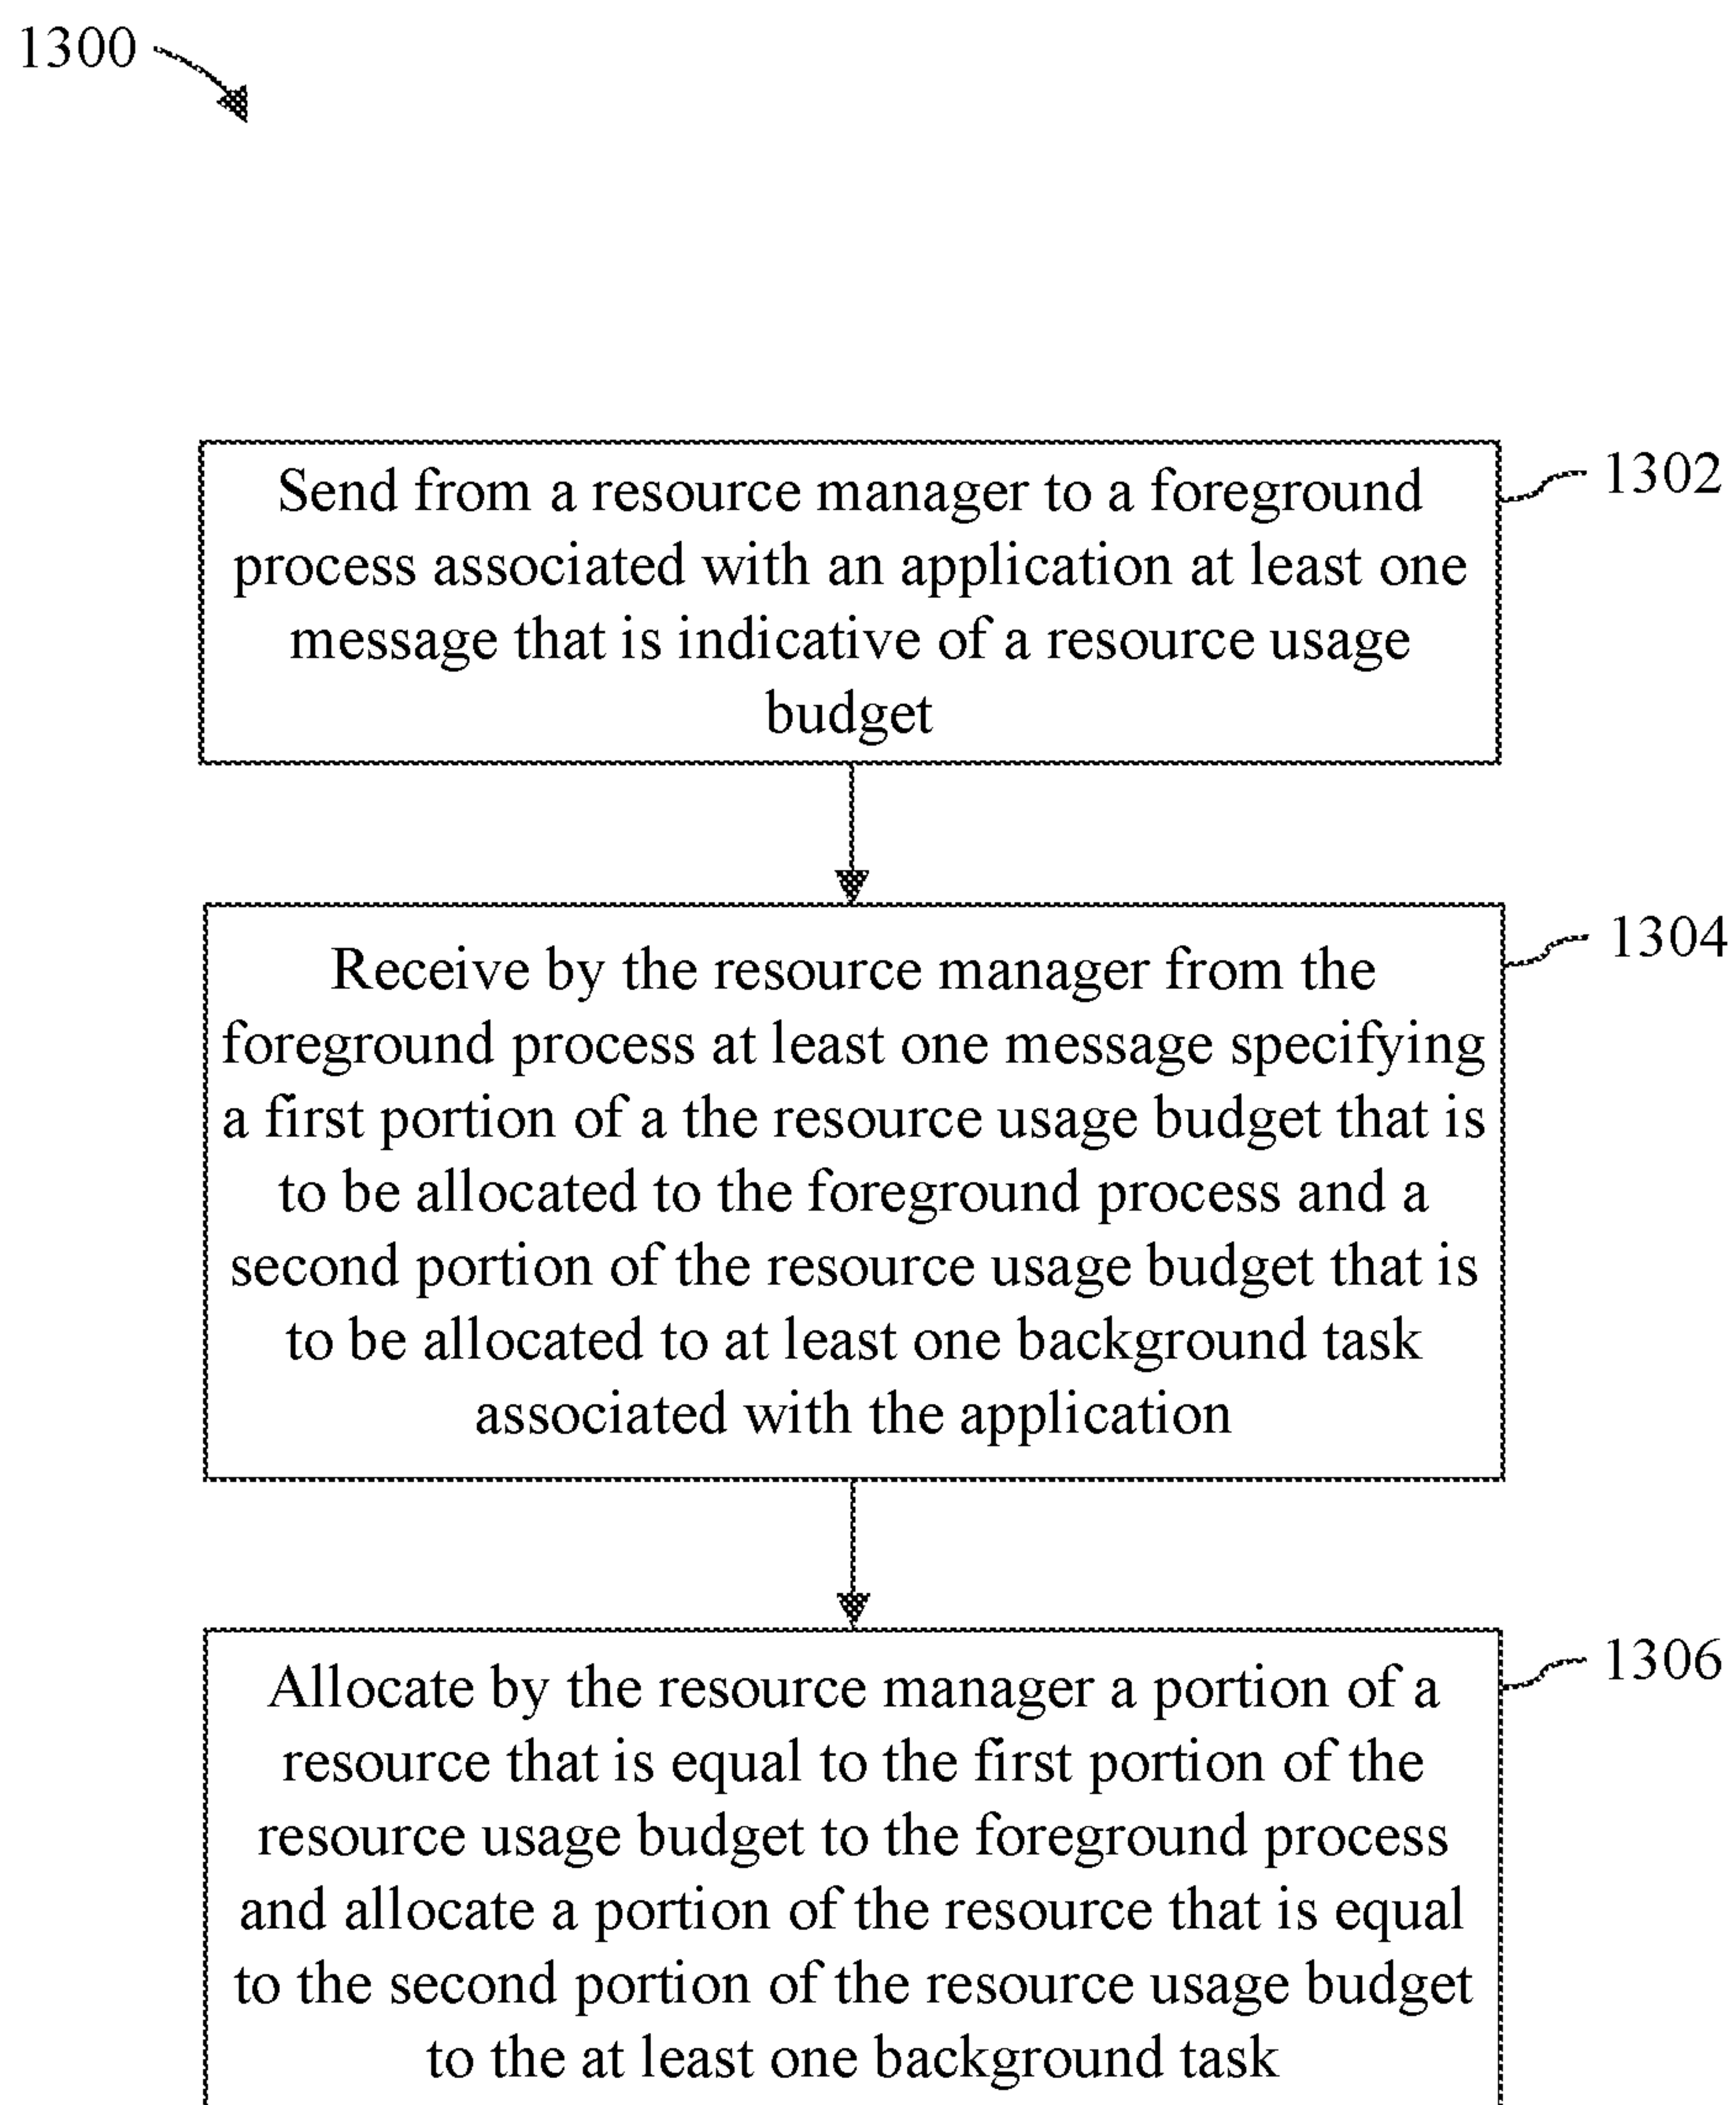 1300
Send from a resource manager to a foreground
process associated with an application at least one
message that is indicative of a resource usage
budget
1302
Receive by the resource manager from the
foreground process at least one message specifying
a first portion of a the resource usage budget that is
to be allocated to the foreground process and a
second portion of the resource usage budget that is
to be allocated to at least one background task
associated with the application
1304
Allocate by the resource manager a portion of a
resource that is equal to the first portion of the
resource usage budget to the foreground process
and allocate a portion of the resource that is equal
to the second portion of the resource usage budget
to the at least one background task
1306